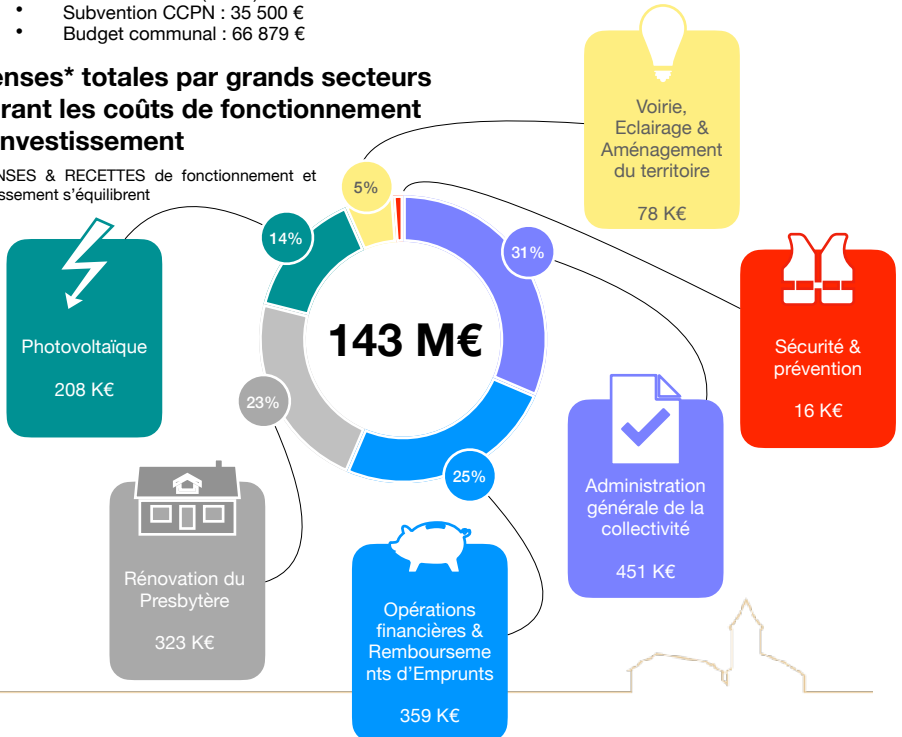 Subvention CCPN : 35 500 €
Budget communal : 66 879 €
enses* totales par grands secteurs
rant les coûts de fonctionnement
nvestissement
NSES & RECETTES de fonctionnement et
issement s'équilibrent
5%
14%
31%
23%
25%
143 M€
Voirie,
Eclairage &
Aménagement
du territoire
78 K€
Photovoltaïque
208 K€
Sécurité &
prévention
16 K€
Administration
générale de la
collectivité
451 K€
Rénovation du
Presbytère
323 K€
Opérations
financières &
Rembourseme
nts d'Emprunts
359 K€